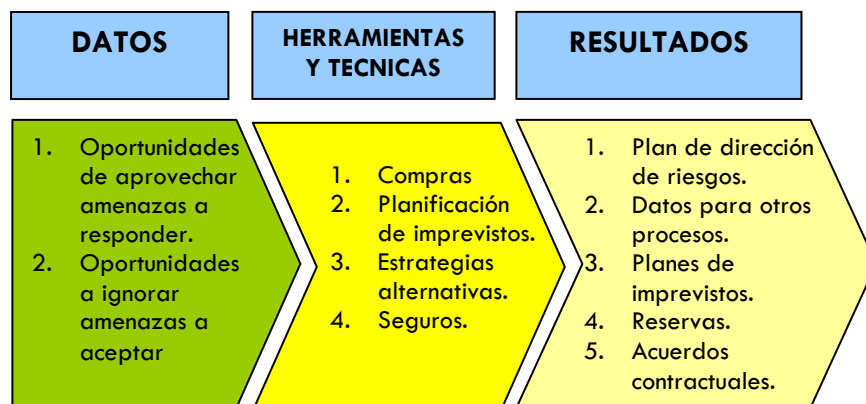 DATOS
HERRAMIENTAS
Y TECNICAS
RESULTADOS
1. Oportunidades
de aprovechar
amenazas a
responder.
2. Oportunidades
a ignorar
amenazas a
aceptar
1. Compras
2. Planificación
de imprevistos.
3. Estrategias
alternativas.
4. Seguros.
1. Plan de dirección
de riesgos.
2. Datos para otros
procesos.
3. Planes de
imprevistos.
4. Reservas.
5. Acuerdos
contractuales.